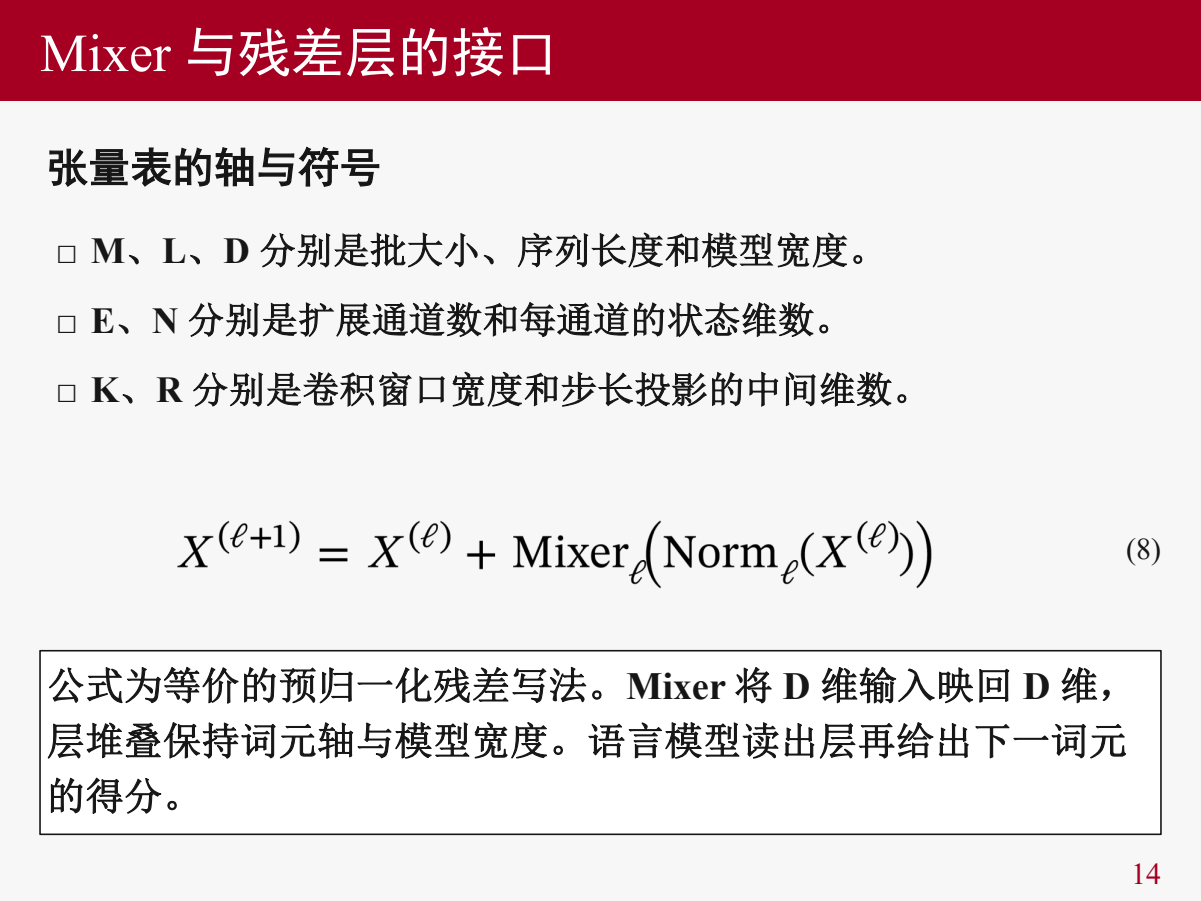 Mixer 与残差层的接口
张量表的轴与符号
□ M、L、D 分别是批大小、序列长度和模型宽度。
□ E、N 分别是扩展通道数和每通道的状态维数。
□ K、R 分别是卷积窗口宽度和步长投影的中间维数。
X^{(ℓ+1)} = X^{(ℓ)} + Mixer_ℓ(Norm_ℓ(X^{(ℓ)})) (8)
公式为等价的预归一化残差写法。Mixer 将 D 维输入映回 D 维，
层堆叠保持词元轴与模型宽度。语言模型读出层再给出下一词元
的得分。
14